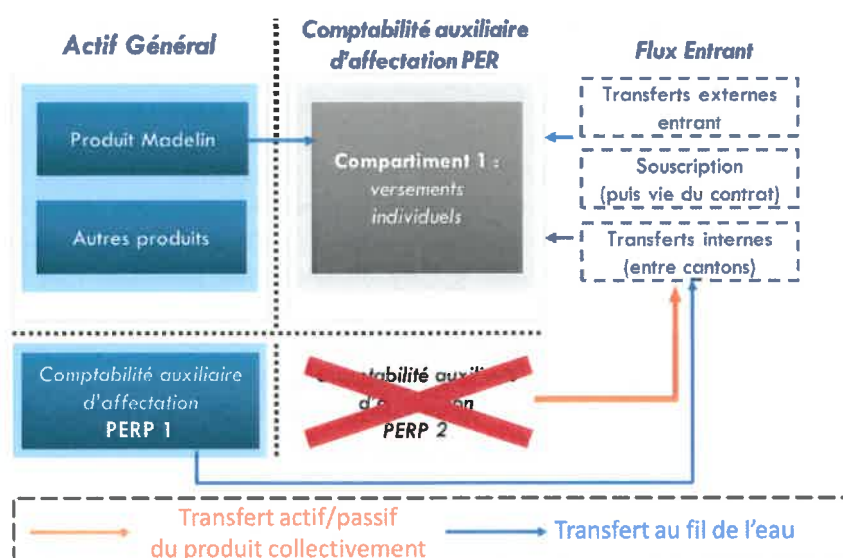 Actif Général
Comptabilité auxiliaire
d'affectation PER
Flux Entrant
Produit Madelin
Autres produits
Compartiment 1 :
versements
individuels
Transferts externes
entrant
Souscription
(puis vie du contrat)
Transferts internes
(entre cantons)
Comptabilité auxiliaire
d'affectation
PERP 1
PERP 2
Transfert actif/passif
du produit collectivement
Transfert au fil de l'eau